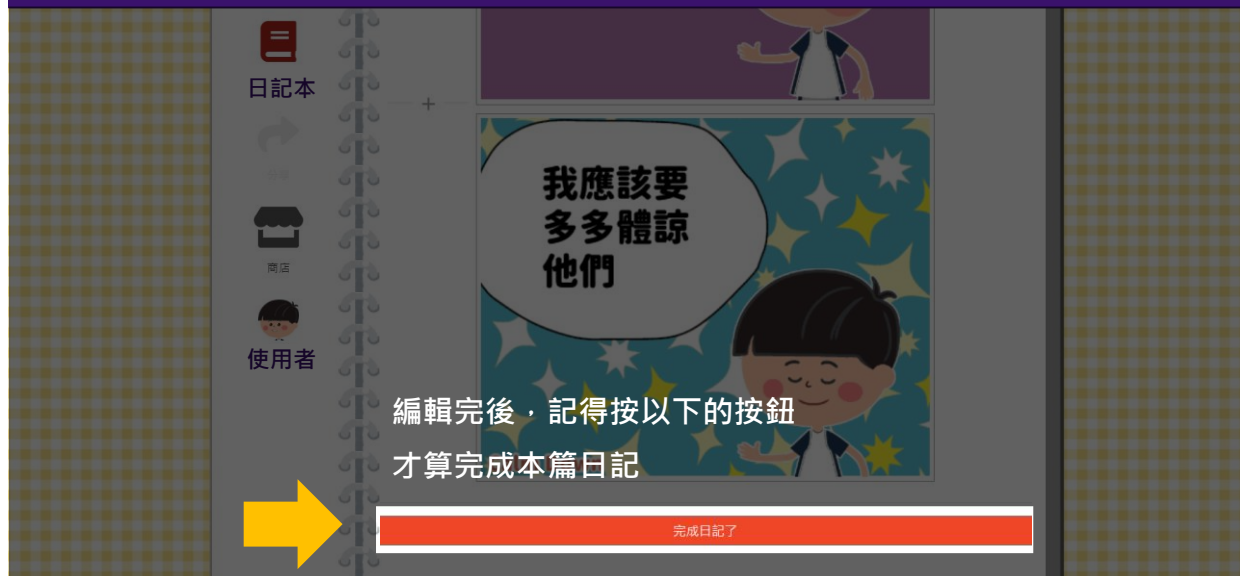 日記本
商店
使用者
我應該要
多多體諒
他們
編輯完後，記得按以下的按鈕
才算完成本篇日記
完成日記了